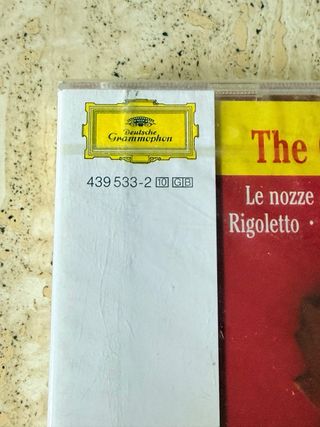 Deutsche
Grammophon
439 533-2 10 GB
The
Le nozze
Rigoletto ·